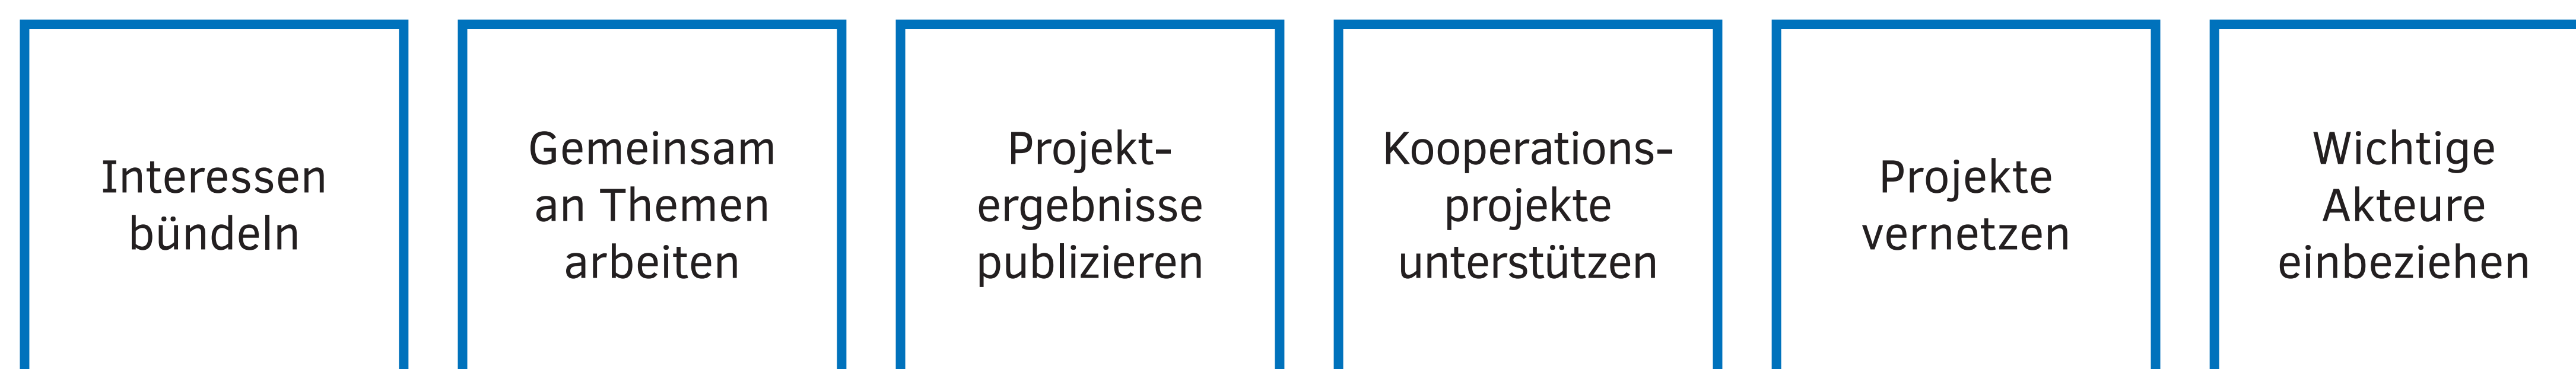 Interessen
bündeln
Gemeinsam
an Themen
arbeiten
Projekt-
ergebnisse
publizieren
Kooperations-
projekte
unterstützen
Projekte
vernetzen
Wichtige
Akteure
einbeziehen